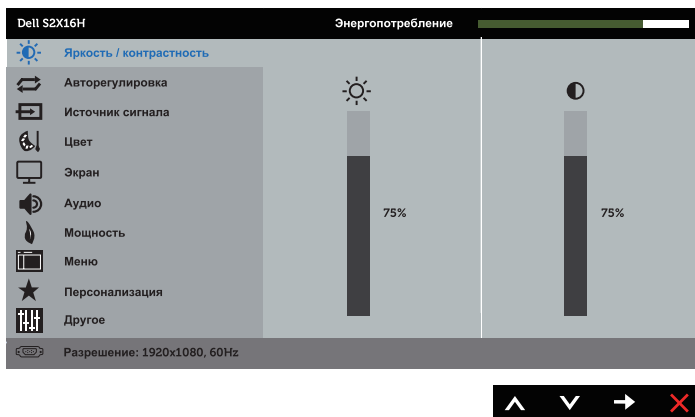 Dell S2X16H
Энергопотребление
Яркость / контрастность
Авторегулировка
Источник сигнала
Цвет
Экран
Аудио
75%
75%
Мощность
Меню
Персонализация
Другое
Разрешение: 1920x1080, 60Hz